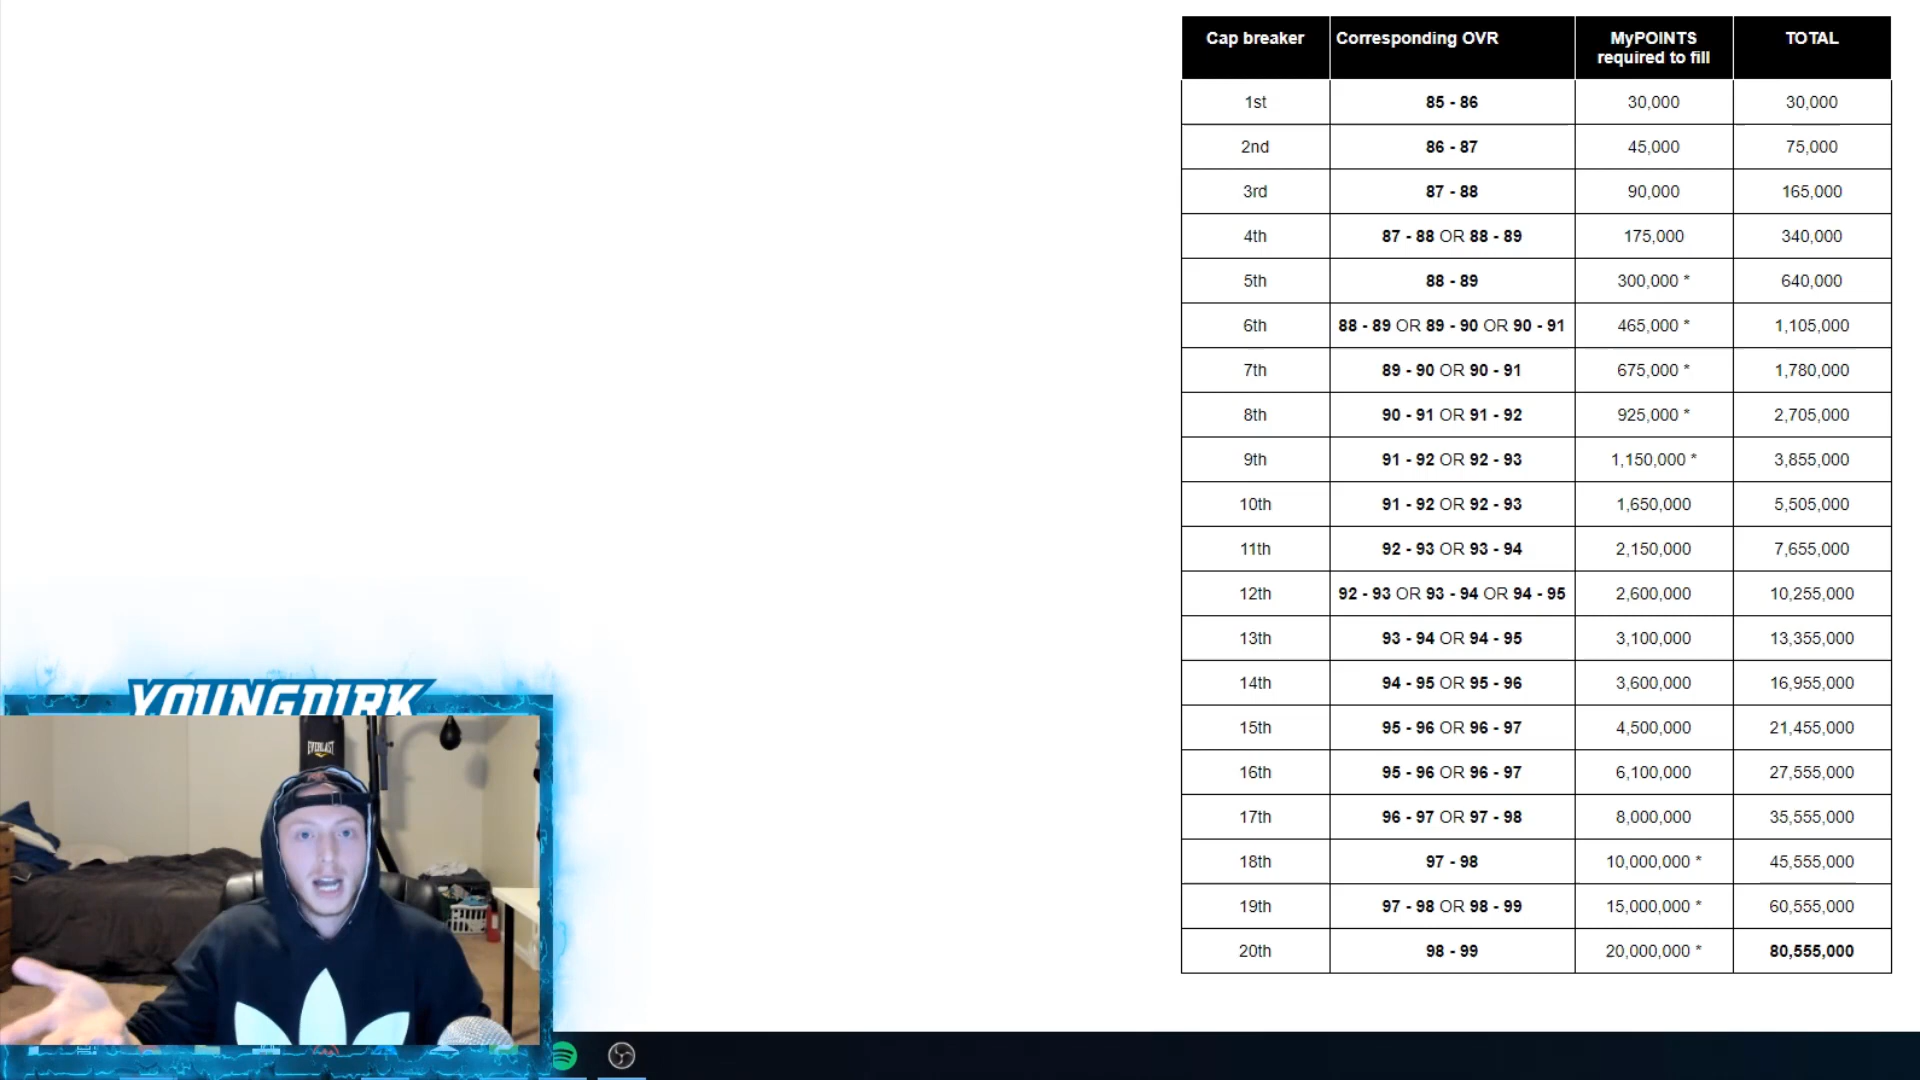 Cap breaker Corresponding OVR MyPOINTS required to fill TOTAL
1st 85 - 86 30,000 30,000
2nd 86 - 87 45,000 75,000
3rd 87 - 88 90,000 165,000
4th 87 - 88 OR 88 - 89 175,000 340,000
5th 88 - 89 300,000 * 640,000
6th 88 - 89 OR 89 - 90 OR 90 - 91 465,000 * 1,105,000
7th 89 - 90 OR 90 - 91 675,000 * 1,780,000
8th 90 - 91 OR 91 - 92 925,000 * 2,705,000
9th 91 - 92 OR 92 - 93 1,150,000 * 3,855,000
10th 91 - 92 OR 92 - 93 1,650,000 5,505,000
11th 92 - 93 OR 93 - 94 2,150,000 7,655,000
12th 92 - 93 OR 93 - 94 OR 94 - 95 2,600,000 10,255,000
13th 93 - 94 OR 94 - 95 3,100,000 13,355,000
14th 94 - 95 OR 95 - 96 3,600,000 16,955,000
15th 95 - 96 OR 96 - 97 4,500,000 21,455,000
16th 95 - 96 OR 96 - 97 6,100,000 27,555,000
17th 96 - 97 OR 97 - 98 8,000,000 35,555,000
18th 97 - 98 10,000,000 * 45,555,000
19th 97 - 98 OR 98 - 99 15,000,000 * 60,555,000
20th 98 - 99 20,000,000 * 80,555,000
YOUNGDIRK
EVERLAST